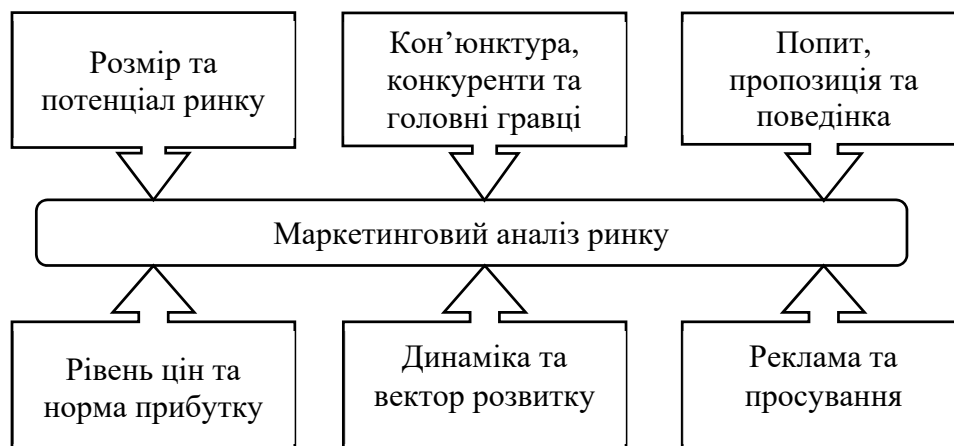 Розмір та
потенціал ринку
Кон’юнктура,
конкуренти та
головні гравці
Попит,
пропозиція та
поведінка
Маркетинговий аналіз ринку
Рівень цін та
норма прибутку
Динаміка та
вектор розвитку
Реклама та
просування